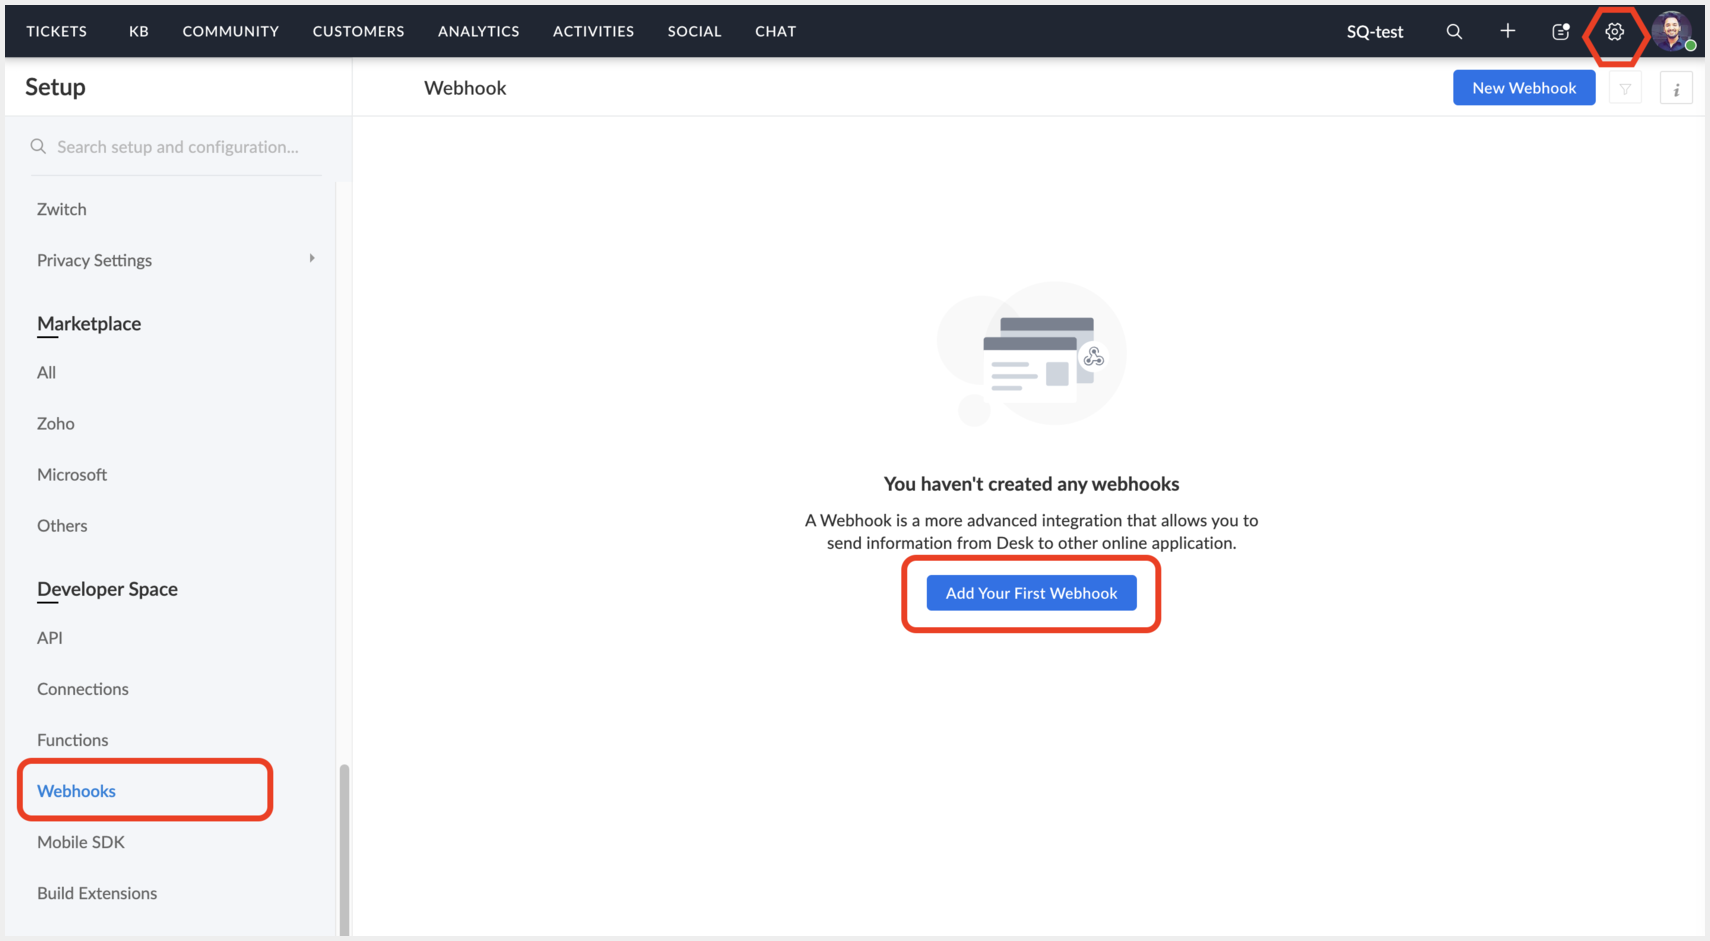 TICKETS KB COMMUNITY CUSTOMERS ANALYTICS ACTIVITIES SOCIAL CHAT SQ-test
Setup
Webhook
New Webhook
i
Search setup and configuration...
Zwitch
Privacy Settings
Marketplace
All
Zoho
Microsoft
Others
Developer Space
API
Connections
Functions
Webhooks
Mobile SDK
Build Extensions
You haven't created any webhooks
A Webhook is a more advanced integration that allows you to
send information from Desk to other online application.
Add Your First Webhook